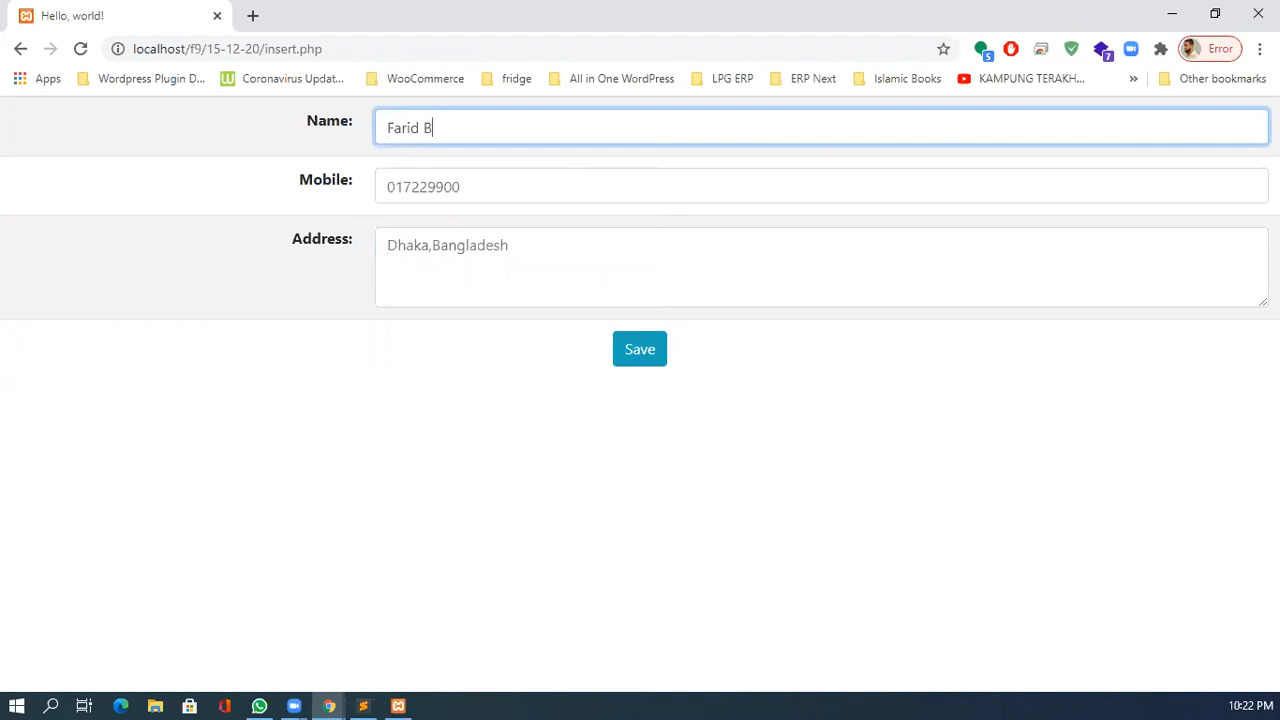 Hello, world!
localhost/f9/15-12-20/insert.php
5
7
Error
Apps
Wordpress Plugin D...
Coronavirus Updat...
WooCommerce
fridge
All in One WordPress
LPG ERP
ERP Next
Islamic Books
KAMPUNG TERAKH...
»
Other bookmarks
Name:
Farid B
Mobile:
017229900
Address:
Dhaka,Bangladesh
Save
10:22 PM